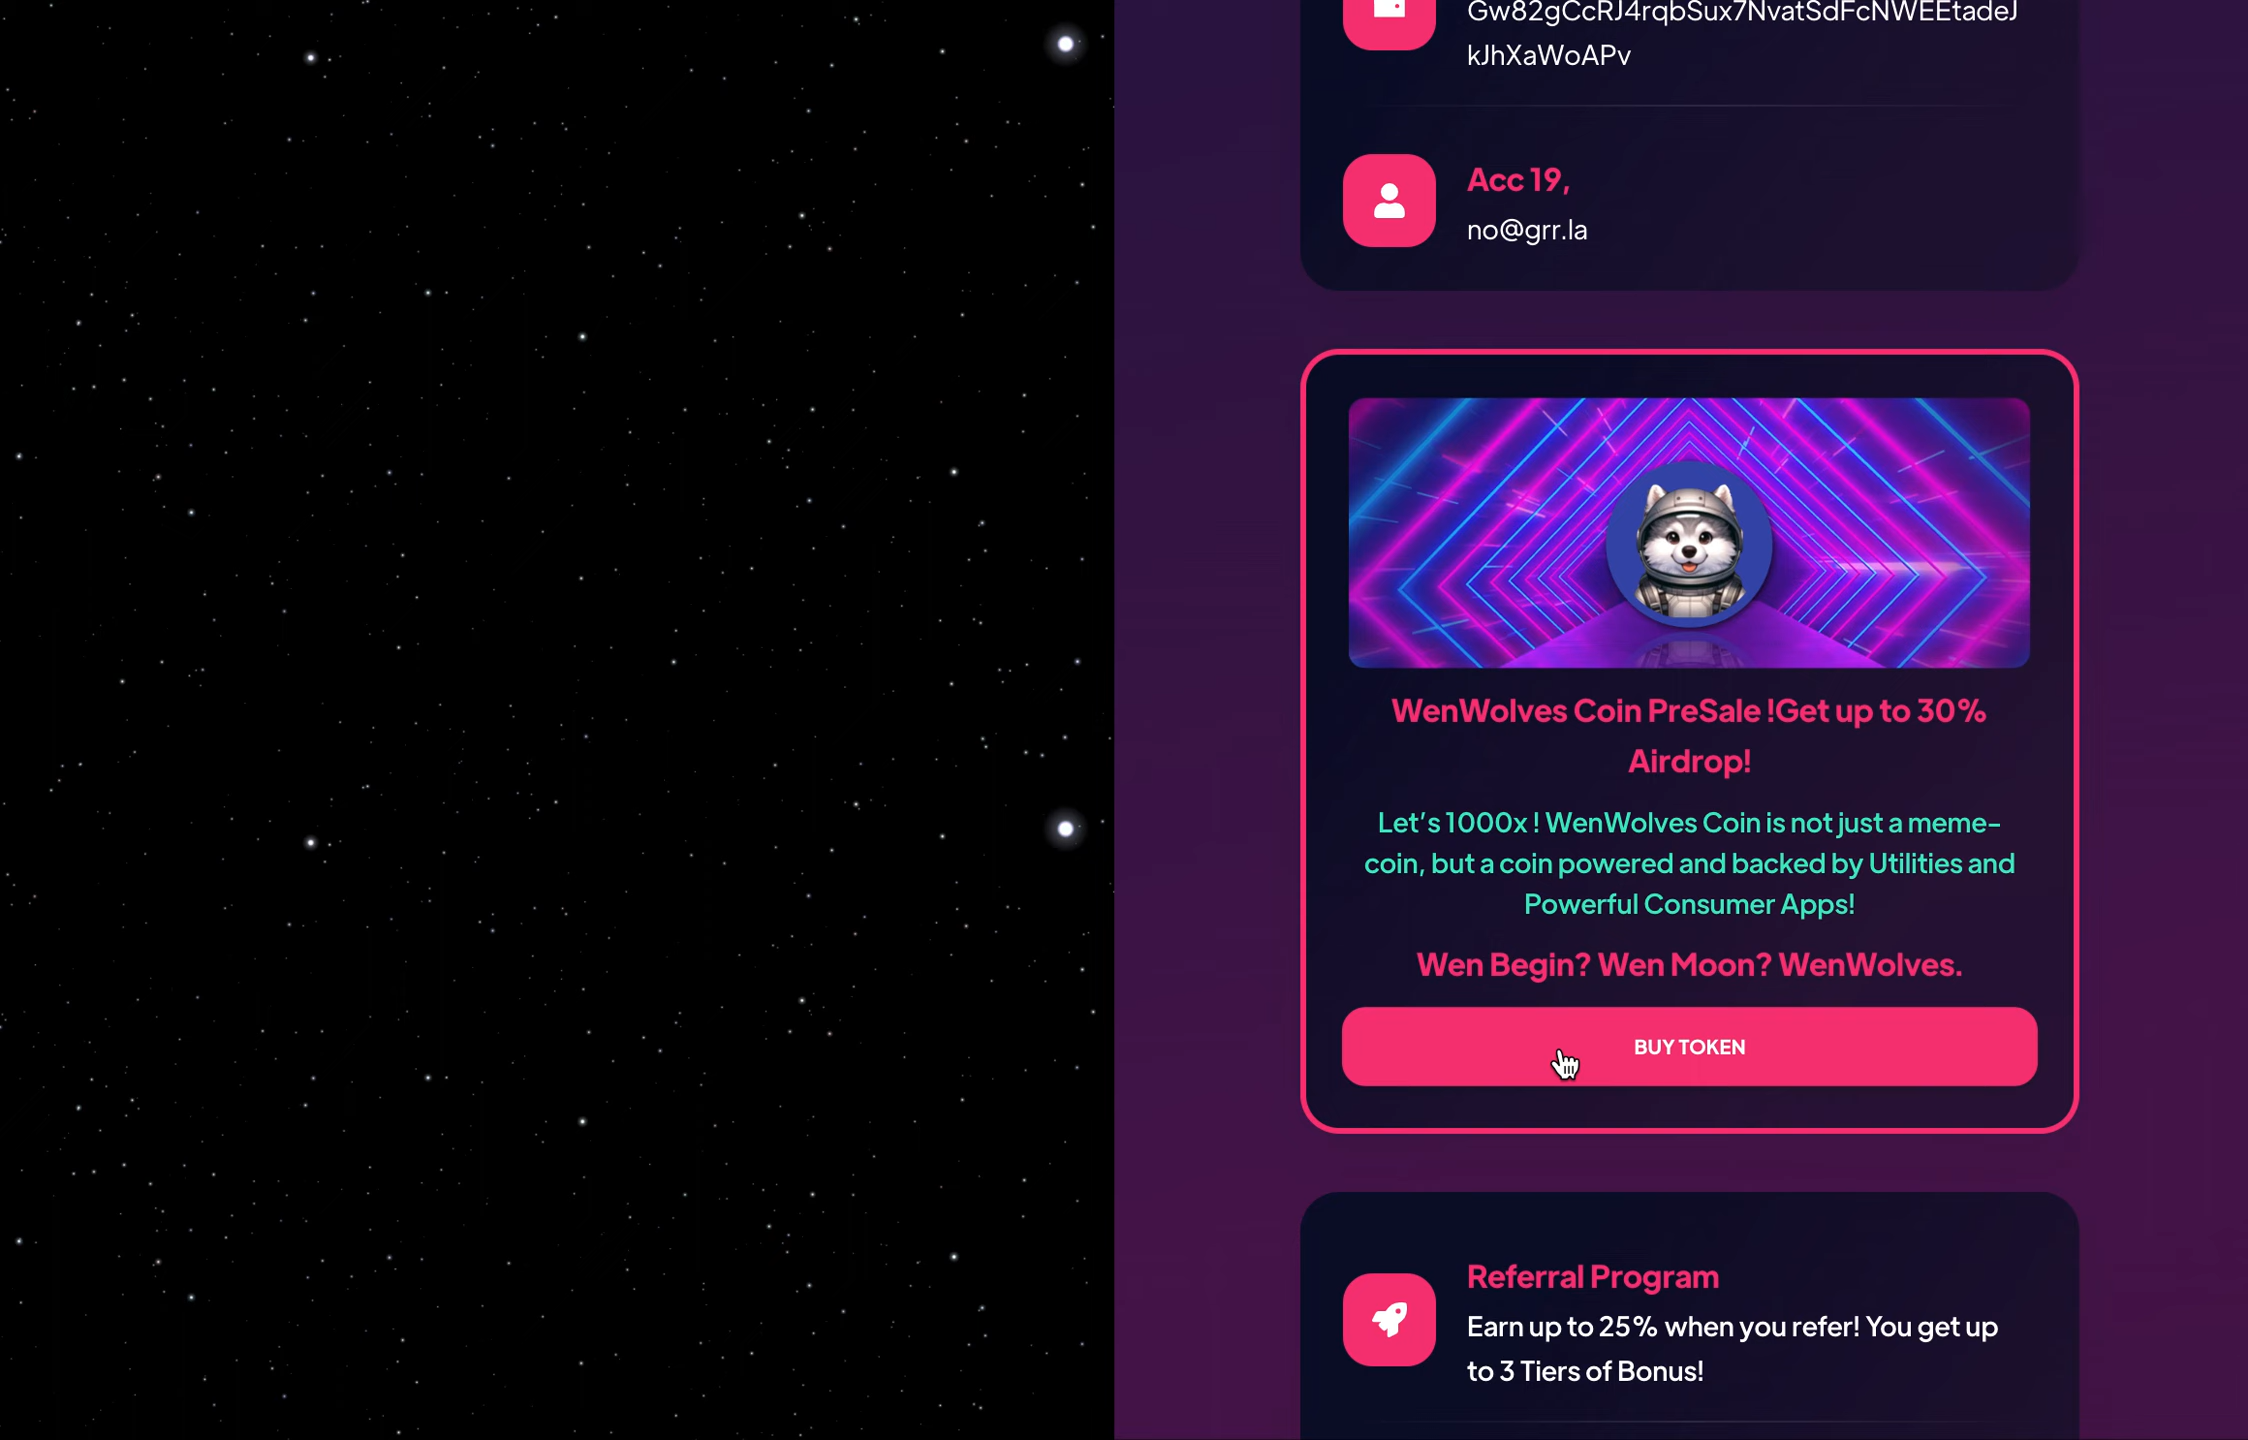 Gw82gCcRJ4rqbSux7NvatSdFcNWEEtadeJ
kJhXaWoAPv
Acc 19,
no@grr.la
WenWolves Coin PreSale !Get up to 30%
Airdrop!
Let's 1000x ! WenWolves Coin is not just a meme-
coin, but a coin powered and backed by Utilities and
Powerful Consumer Apps!
Wen Begin? Wen Moon? WenWolves.
BUY TOKEN
Referral Program
Earn up to 25% when you refer! You get up
to 3 Tiers of Bonus!